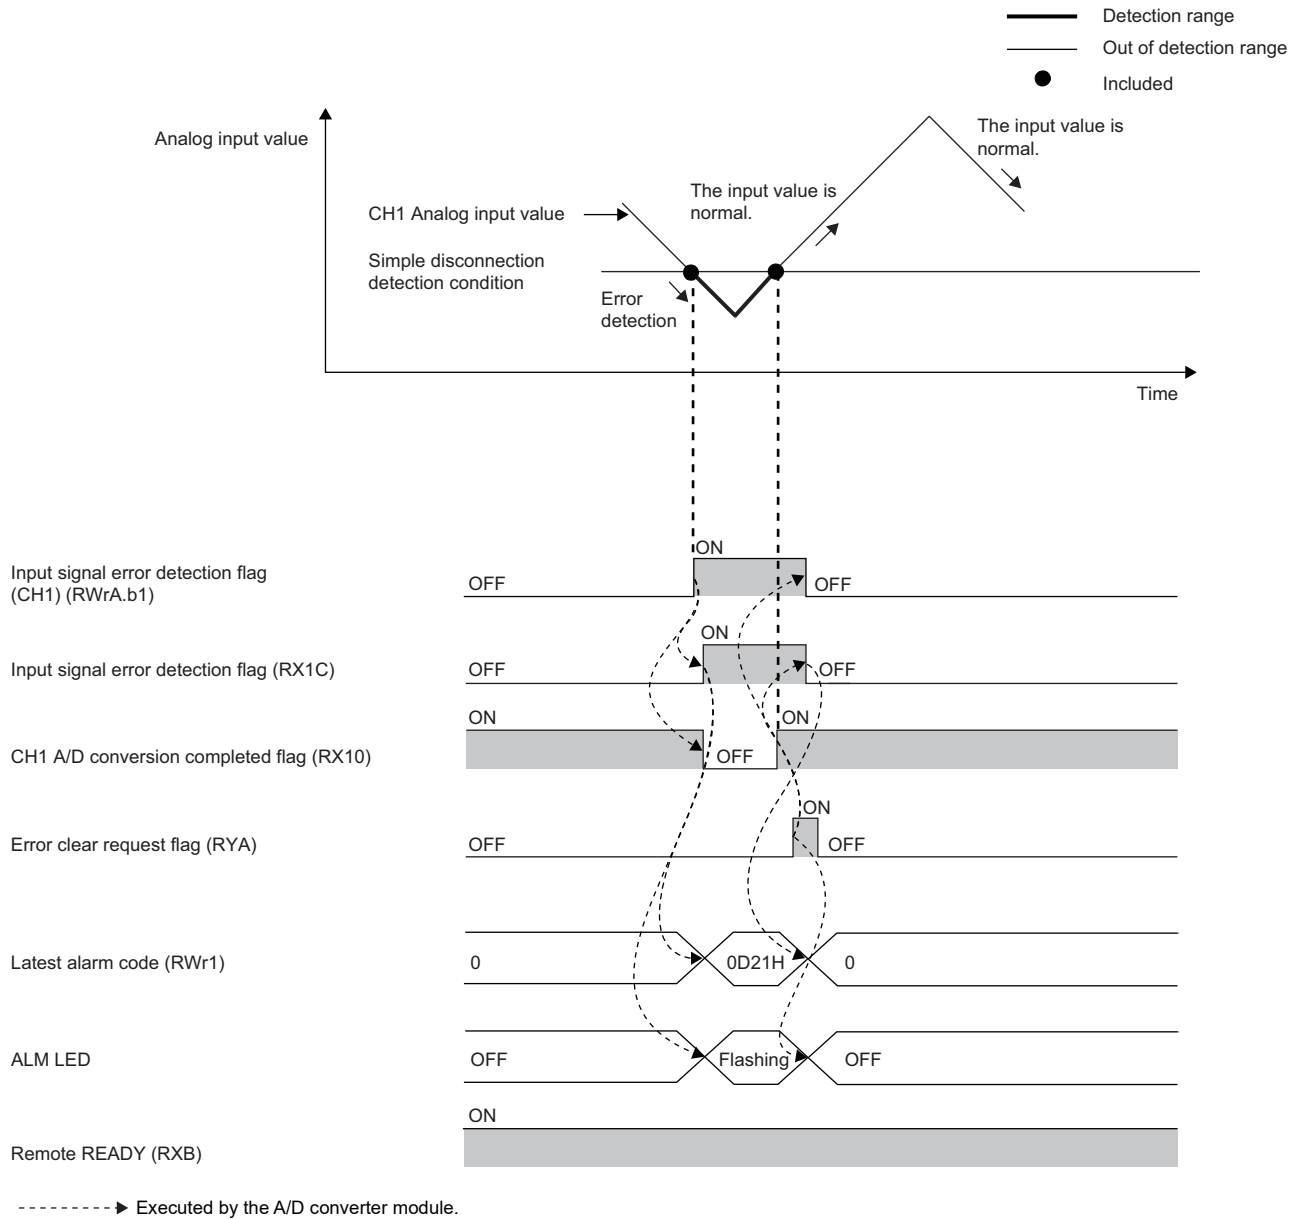 Detection range
Out of detection range
Included
Analog input value
The input value is
normal.
The input value is
normal.
CH1 Analog input value
Simple disconnection
detection condition
Error
detection
Time
ON
Input signal error detection flag
(CH1) (RWrA.b1)
OFF
OFF
ON
Input signal error detection flag (RX1C)
OFF
OFF
ON
ON
CH1 A/D conversion completed flag (RX10)
OFF
ON
Error clear request flag (RYA)
OFF
OFF
Latest alarm code (RWr1)
0
0D21H
0
ALM LED
OFF
Flashing
OFF
ON
Remote READY (RXB)
Executed by the A/D converter module.